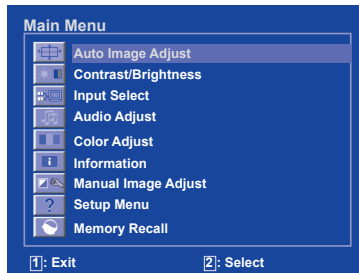 Main Menu
Auto Image Adjust
Contrast/Brightness
Input Select
Audio Adjust
Color Adjust
Information
Manual Image Adjust
Setup Menu
Memory Recall
1: Exit 2: Select